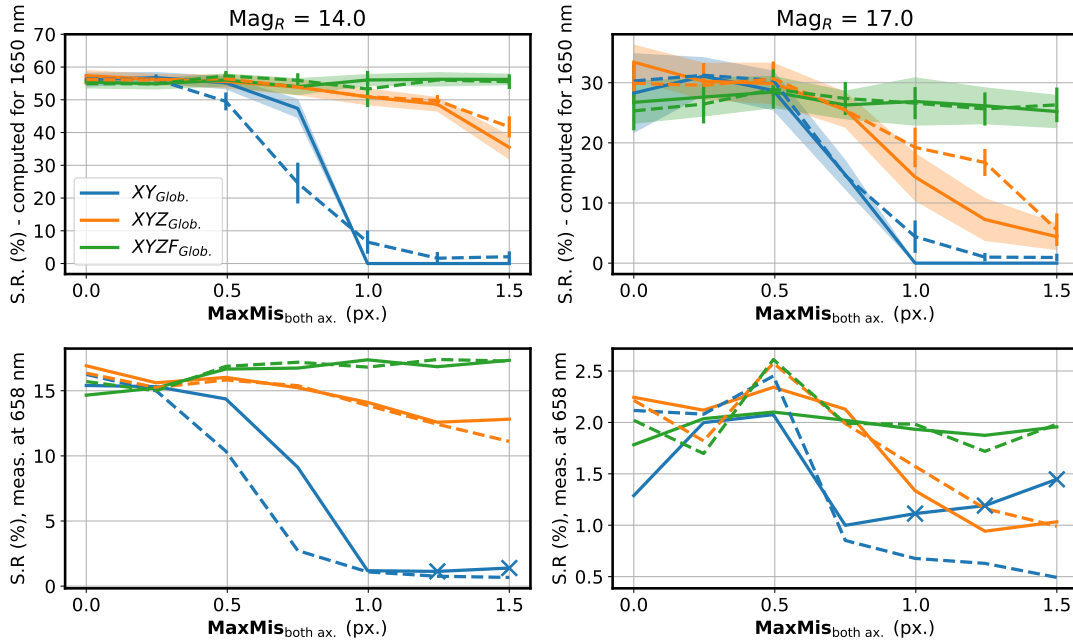 Mag_R = 14.0
Mag_R = 17.0
S.R. (%) - computed for 1650 nm
70
60
50
40
30
20
10
0
XY_Glob.
XYZ_Glob.
XYZF_Glob.
0.0 0.5 1.0 1.5
MaxMis_both ax. (px.)
S.R. (%) - computed for 1650 nm
30
20
10
0
0.0 0.5 1.0 1.5
MaxMis_both ax. (px.)
S.R (%), meas. at 658 nm
15
10
5
0
0.0 0.5 1.0 1.5
MaxMis_both ax. (px.)
S.R (%), meas. at 658 nm
2.5
2.0
1.5
1.0
0.5
0.0 0.5 1.0 1.5
MaxMis_both ax. (px.)